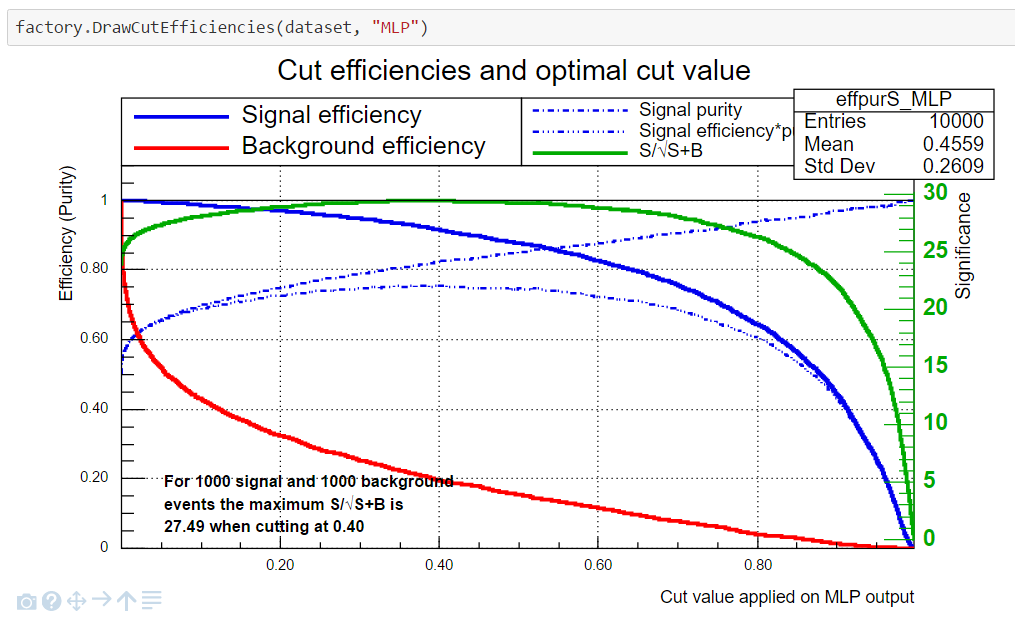 factory.DrawCutEfficiencies(dataset, "MLP")
Cut efficiencies and optimal cut value
Signal efficiency
Background efficiency
Signal purity
Signal efficiency*pu
S/√S+B
effpurS_MLP
Entries 10000
Mean 0.4559
Std Dev 0.2609
Efficiency (Purity)
1
0.80
0.60
0.40
0.20
0
For 1000 signal and 1000 background
events the maximum S/√S+B is
27.49 when cutting at 0.40
0.20 0.40 0.60 0.80
Cut value applied on MLP output
30
25
20
15
10
5
0
Significance